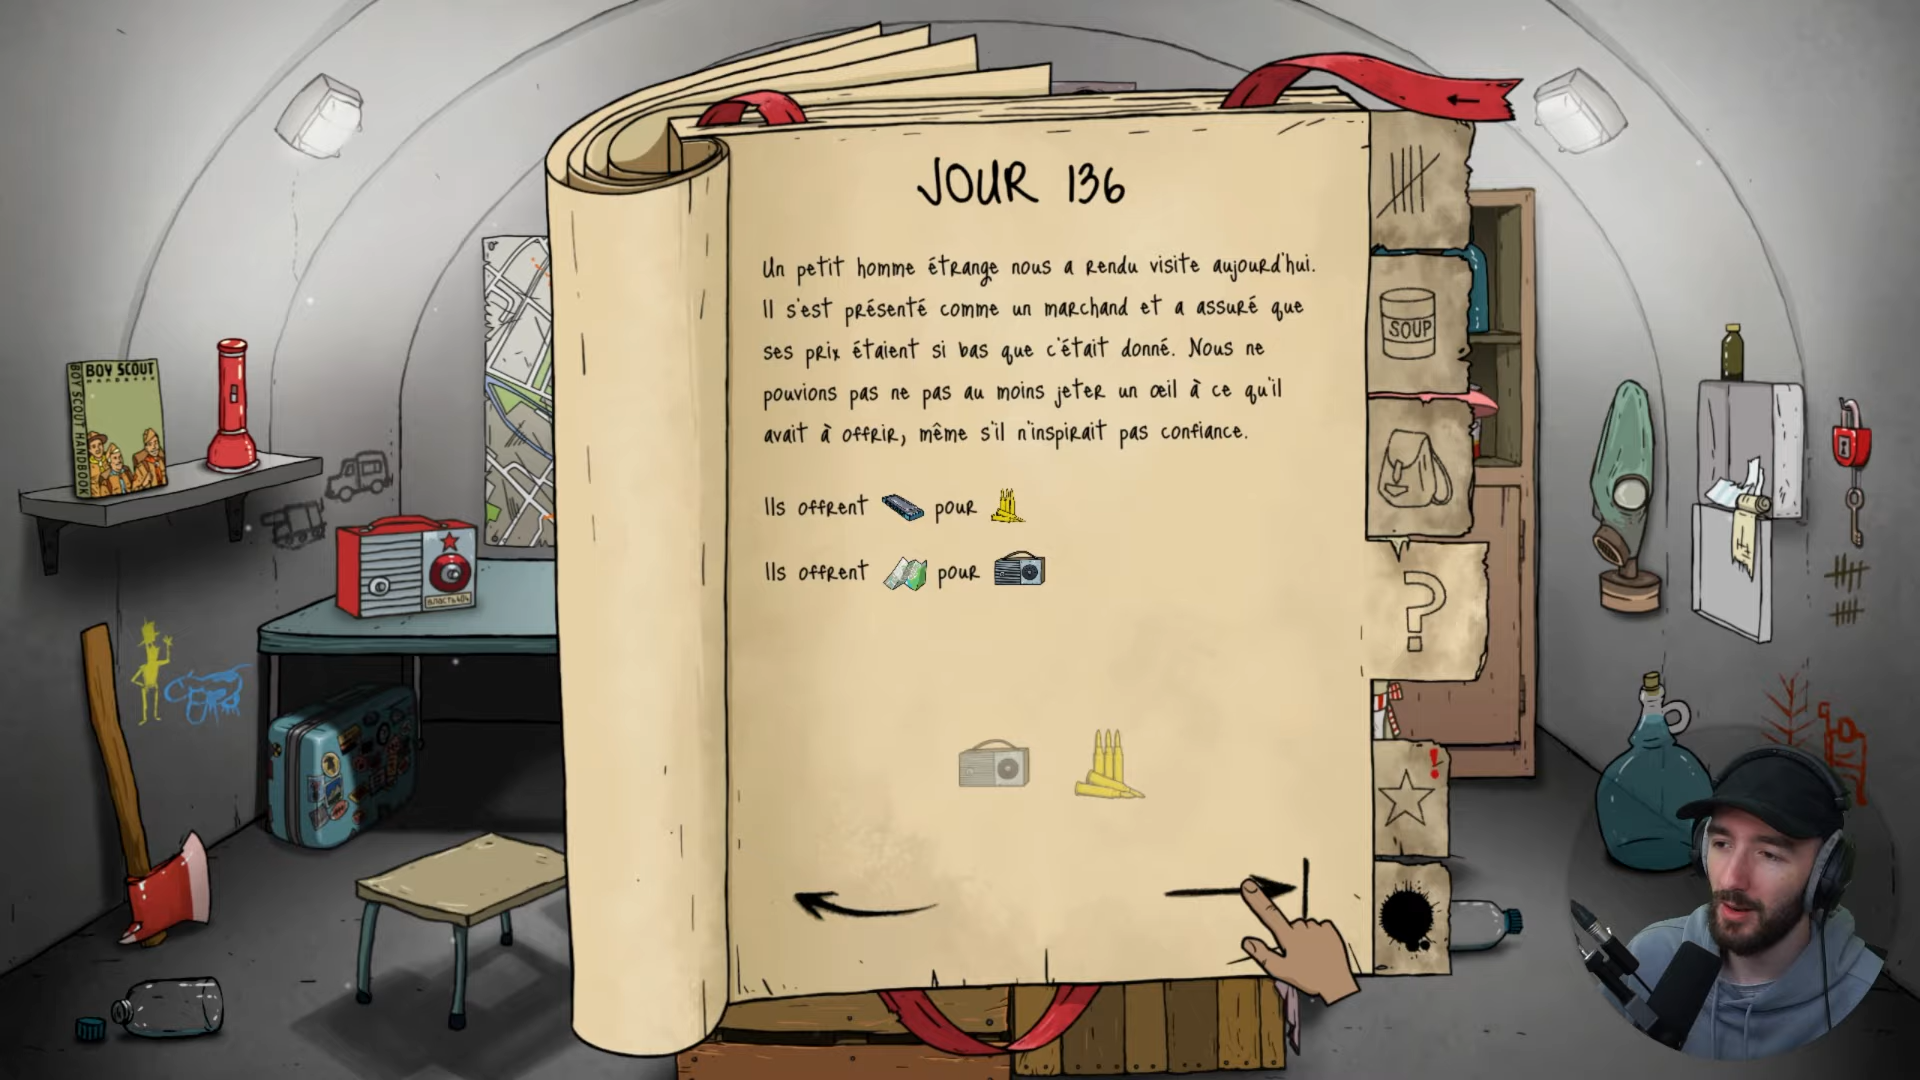 JOUR 136
Un petit homme étrange nous a rendu visite aujourd'hui.
Il s'est présenté comme un marchand et a assuré que
ses prix étaient si bas que c'était donné. Nous ne
pouvions pas ne pas au moins jeter un œil à ce qu'il
avait à offrir, même s'il n'inspirait pas confiance.
Ils offrent pour
Ils offrent pour
SOUP
?
!
BOY SCOUT
HANDBOOK
BOY SCOUT HANDBOOK